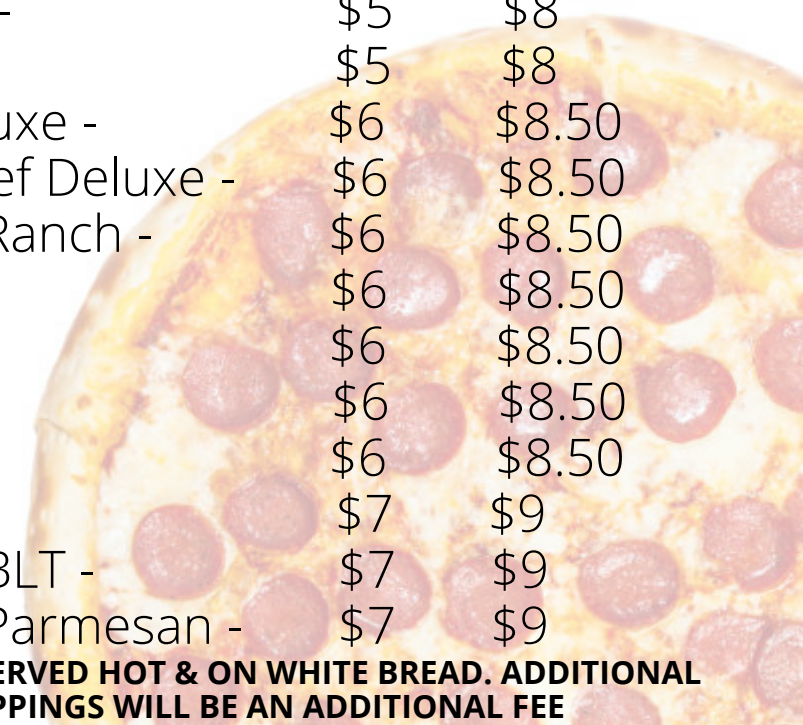 - $5 $8
$5 $8
uxe - $6 $8.50
ef Deluxe - $6 $8.50
Ranch - $6 $8.50
$6 $8.50
$6 $8.50
$6 $8.50
$6 $8.50
$7 $9
BLT - $7 $9
Parmesan - $7 $9
ERVED HOT & ON WHITE BREAD. ADDITIONAL
PPINGS WILL BE AN ADDITIONAL FEE